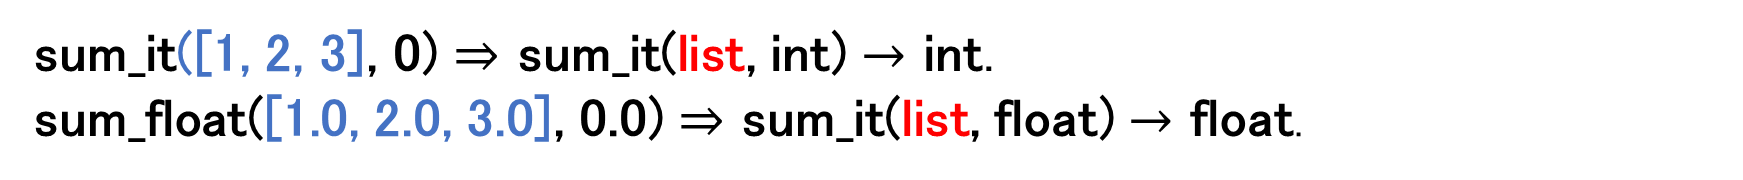 sum_it([1, 2, 3], 0) ⇒ sum_it(list, int) → int.
sum_float([1.0, 2.0, 3.0], 0.0) ⇒ sum_it(list, float) → float.